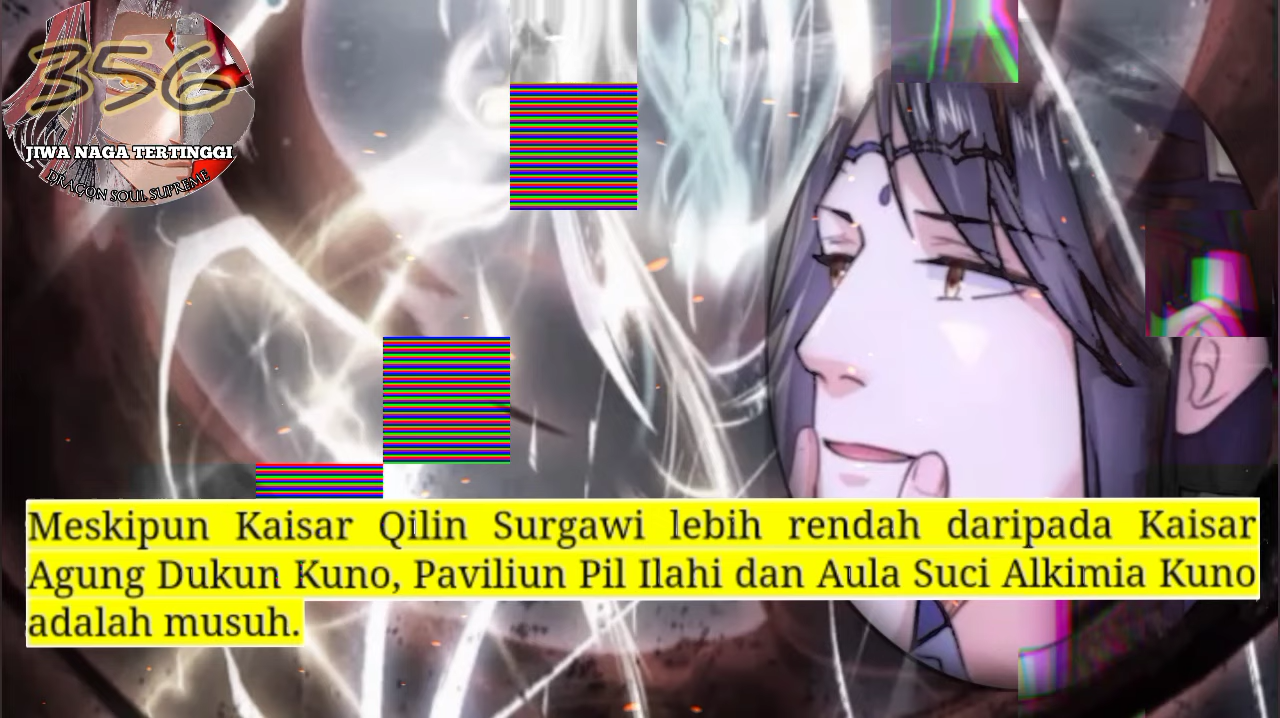 356
JIWA NAGA TERTINGGI
DRAGON SOUL SUPREME
Meskipun Kaisar Qilin Surgawi lebih rendah daripada Kaisar
Agung Dukun Kuno, Paviliun Pil Ilahi dan Aula Suci Alkimia Kuno
adalah musuh.